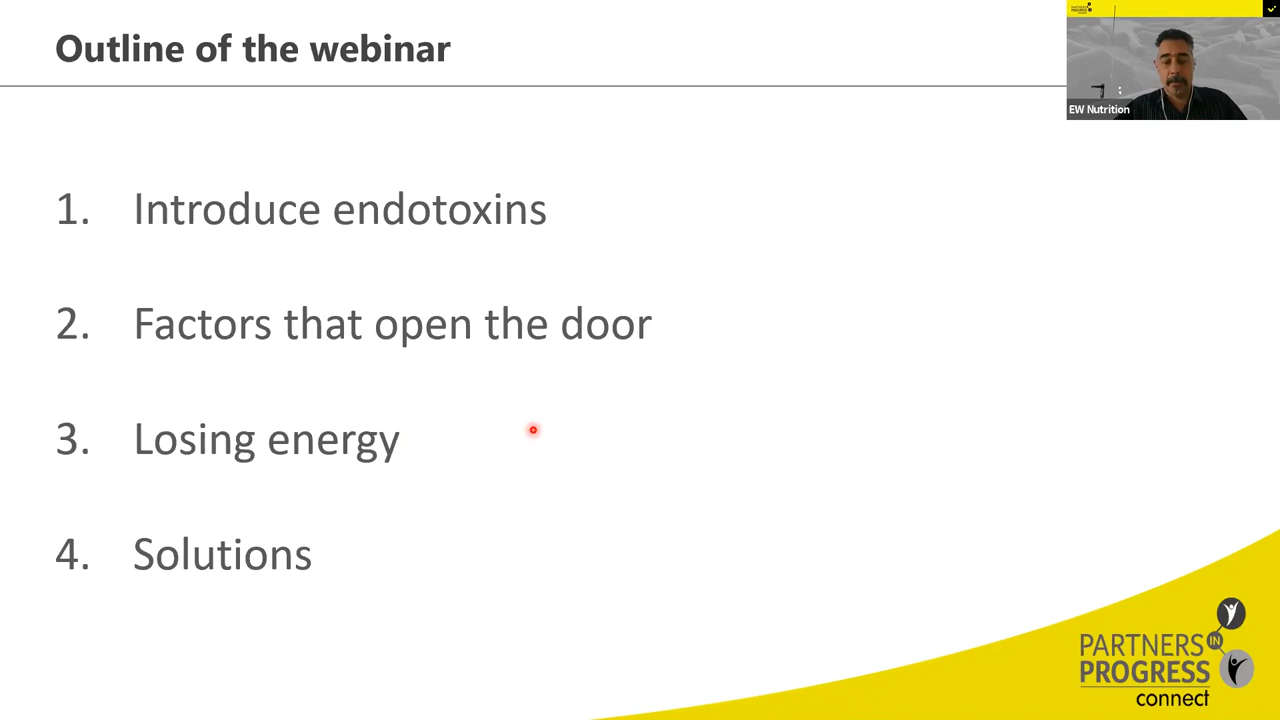 Outline of the webinar
EW Nutrition
1. Introduce endotoxins
2. Factors that open the door
3. Losing energy
4. Solutions
PARTNERS IN
PROGRESS
connect